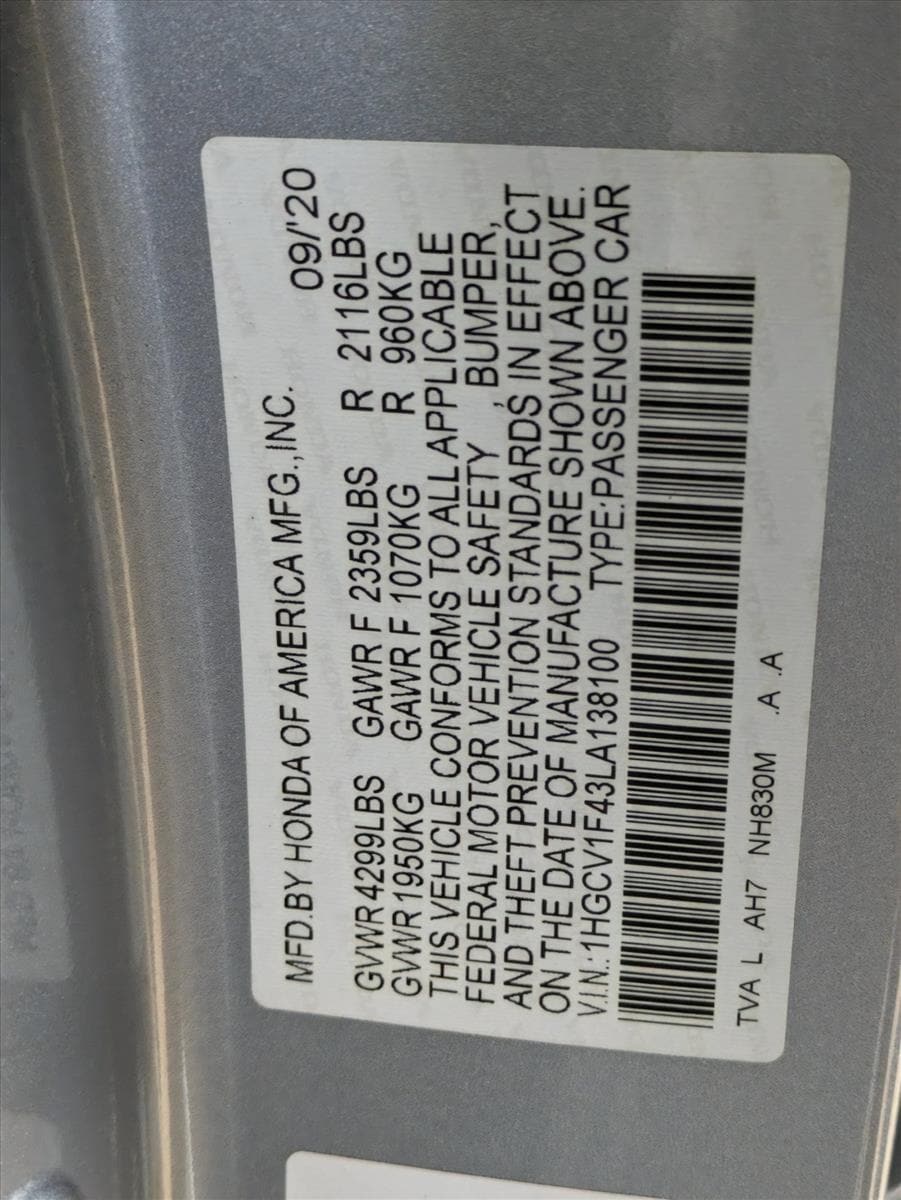 MFD.BY HONDA OF AMERICA MFG.,INC. 09/'20
GVWR 4299LBS GAWR F 2359LBS R 2116LBS
GVWR 1950KG GAWR F 1070KG R 960KG
THIS VEHICLE CONFORMS TO ALL APPLICABLE
FEDERAL MOTOR VEHICLE SAFETY , BUMPER,
AND THEFT PREVENTION STANDARDS IN EFFECT
ON THE DATE OF MANUFACTURE SHOWN ABOVE.
V.I.N.:1HGCV1F43LA138100 TYPE:PASSENGER CAR
TVA L AH7 NH830M .A .A